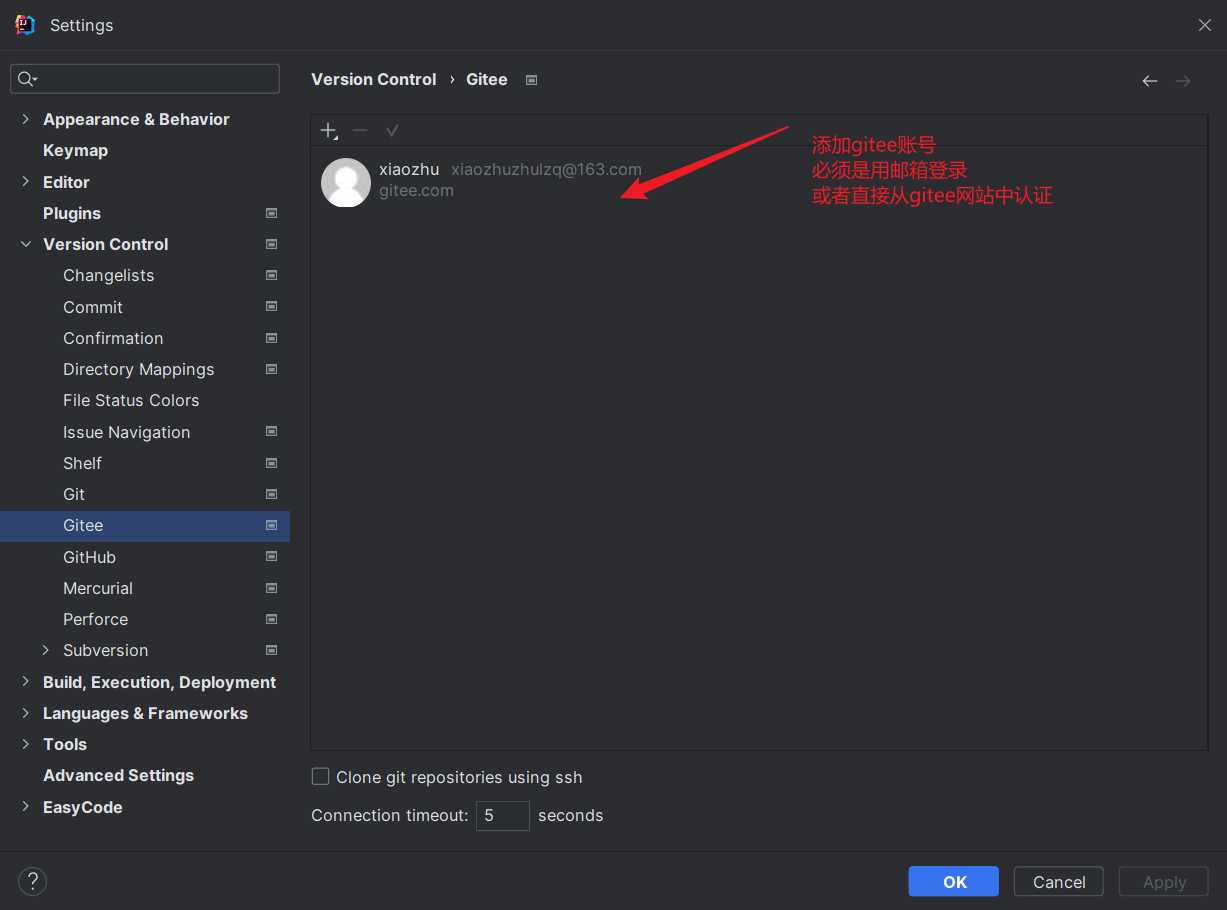 Settings
Version Control › Gitee
Appearance & Behavior
Keymap
Editor
Plugins
Version Control
Changelists
Commit
Confirmation
Directory Mappings
File Status Colors
Issue Navigation
Shelf
Git
Gitee
GitHub
Mercurial
Perforce
Subversion
Build, Execution, Deployment
Languages & Frameworks
Tools
Advanced Settings
EasyCode
xiaozhu xiaozhuzhulzq@163.com
gitee.com
添加gitee账号
必须是用邮箱登录
或者直接从gitee网站中认证
Clone git repositories using ssh
Connection timeout: 5 seconds
?
OK
Cancel
Apply